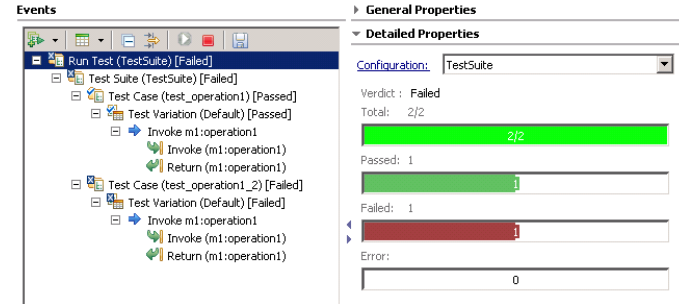 Events
Run Test (TestSuite) [Failed]
Test Suite (TestSuite) [Failed]
Test Case (test_operation1) [Passed]
Test Variation (Default) [Passed]
Invoke m1:operation1
Invoke (m1:operation1)
Return (m1:operation1)
Test Case (test_operation1_2) [Failed]
Test Variation (Default) [Failed]
Invoke m1:operation1
Invoke (m1:operation1)
Return (m1:operation1)
General Properties
Detailed Properties
Configuration: TestSuite
Verdict : Failed
Total: 2/2
2/2
Passed: 1
1
Failed: 1
1
Error:
0